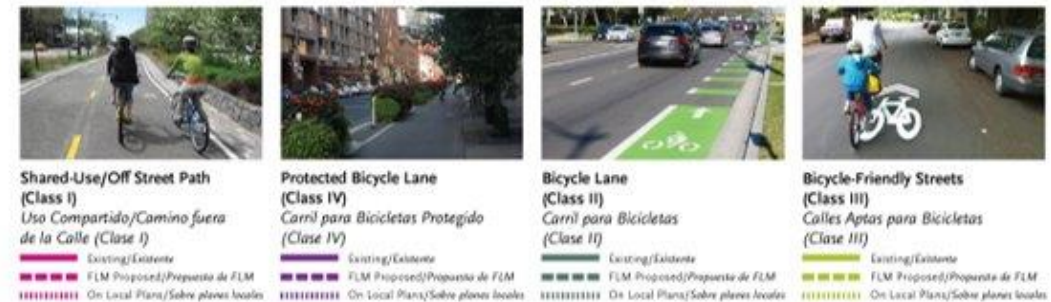 Shared-Use/Off Street Path
(Class I)
Uso Compartido/Camino fuera
de la Calle (Clase I)
Existing/Existente
FLM Proposed/Propuesta de FLM
On Local Plans/Sobre planes locales
Protected Bicycle Lane
(Class IV)
Carril para Bicicletas Protegido
(Clase IV)
Existing/Existente
FLM Proposed/Propuesta de FLM
On Local Plans/Sobre planes locales
Bicycle Lane
(Class II)
Carril para Bicicletas
(Clase II)
Existing/Existente
FLM Proposed/Propuesta de FLM
On Local Plans/Sobre planes locales
Bicycle-Friendly Streets
(Class III)
Calles Aptas para Bicicletas
(Clase III)
Existing/Existente
FLM Proposed/Propuesta de FLM
On Local Plans/Sobre planes locales